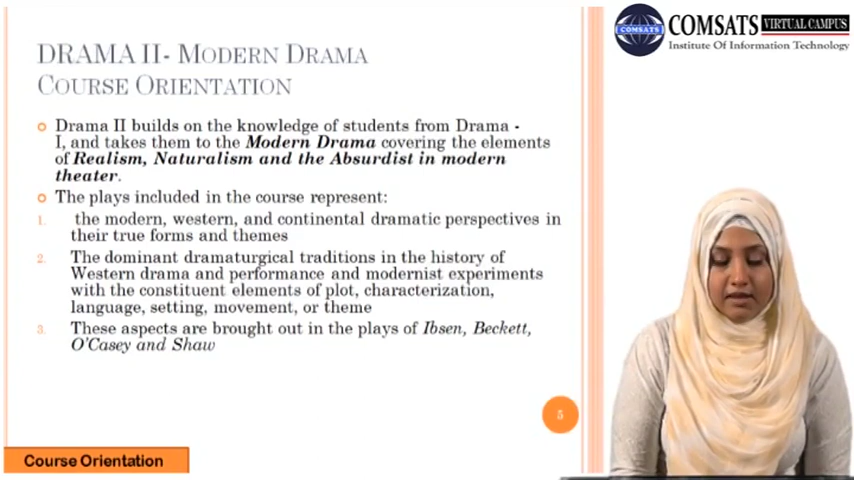 DRAMA II- MODERN DRAMA
COURSE ORIENTATION
Drama II builds on the knowledge of students from Drama -
I, and takes them to the Modern Drama covering the elements
of Realism, Naturalism and the Absurdist in modern
theater.
The plays included in the course represent:
1. the modern, western, and continental dramatic perspectives in
their true forms and themes
2. The dominant dramaturgical traditions in the history of
Western drama and performance and modernist experiments
with the constituent elements of plot, characterization,
language, setting, movement, or theme
3. These aspects are brought out in the plays of Ibsen, Beckett,
O'Casey and Shaw
5
Course Orientation
COMSATS
COMSATS VIRTUAL CAMPUS
Institute Of Information Technology